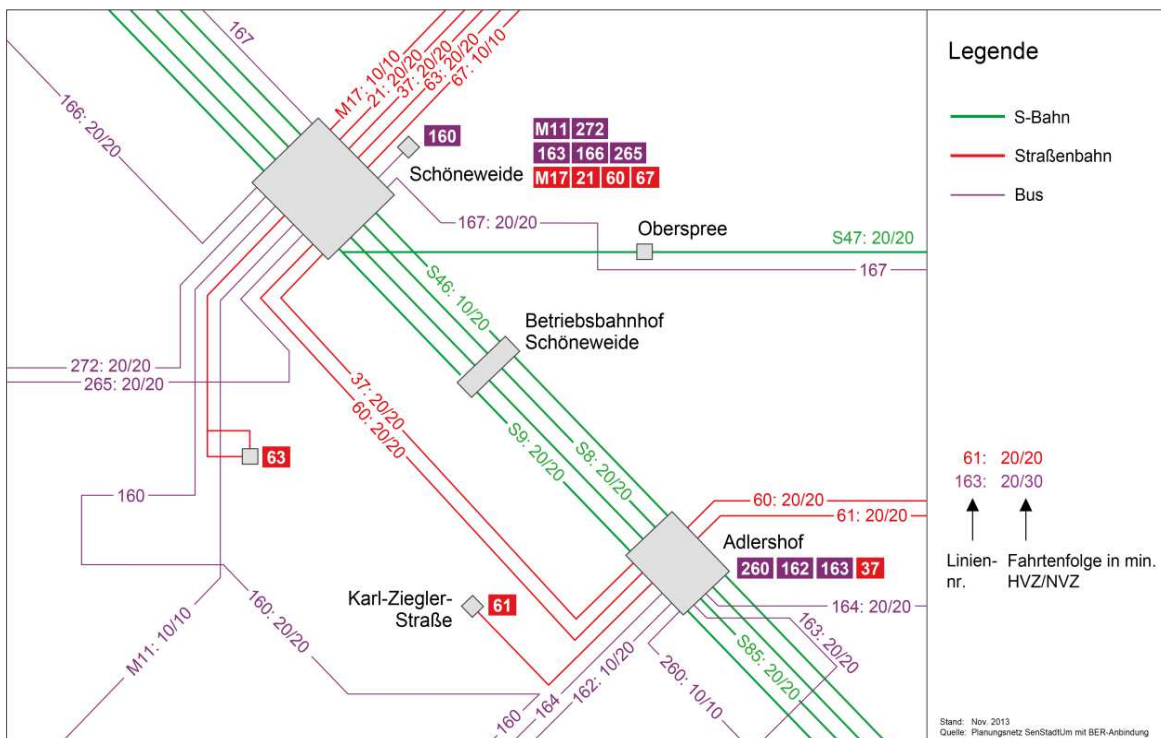 167
166: 20/20
M17: 10/10
21: 20/20
37: 20/20
63: 20/20
67: 10/10
160
Schöneweide
M11 272
163 166 265
M17 21 60 67
167: 20/20
Oberspree
S47: 20/20
167
S46: 10/20
Betriebsbahnhof
Schöneweide
272: 20/20
265: 20/20
37: 20/20
60: 20/20
S9: 20/20
S8: 20/20
63
160
60: 20/20
61: 20/20
Adlershof
260 162 163 37
Karl-Ziegler-
Straße
61
164: 20/20
163: 20/20
M11: 10/10
160: 20/20
S85: 20/20
160
164
162: 10/20
260: 10/10
Legende
S-Bahn
Straßenbahn
Bus
61: 20/20
163: 20/30
Linien-
nr.
Fahrtenfolge in min.
HVZ/NVZ
Stand: Nov. 2013
Quelle: Planungsnetz SenStadtUm mit BER-Anbindung